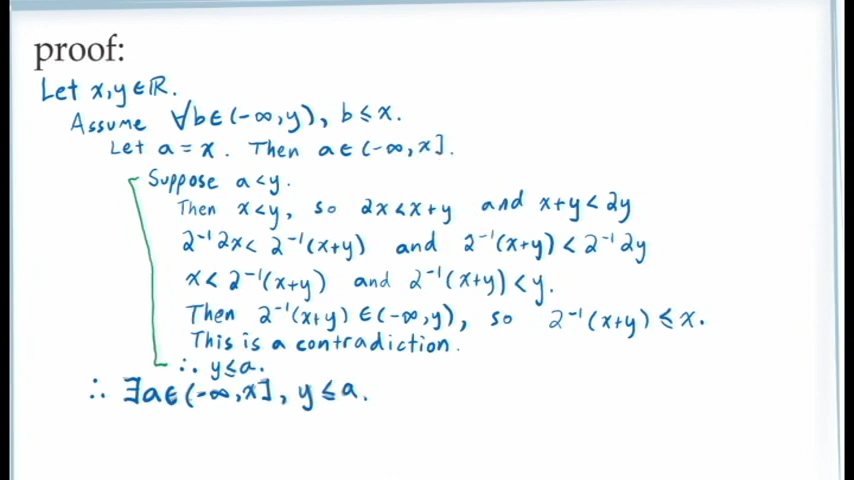 proof:
Let x,y∈ℝ.
Assume ∀b∈(-∞,y), b≤x.
Let a=x. Then a∈(-∞,x].
Suppose a<y.
Then x<y, so 2x<x+y and x+y<2y
2⁻¹2x<2⁻¹(x+y) and 2⁻¹(x+y)<2⁻¹2y
x<2⁻¹(x+y) and 2⁻¹(x+y)<y.
Then 2⁻¹(x+y)∈(-∞,y), so 2⁻¹(x+y)≤x.
This is a contradiction.
∴ y≤a.
∴ ∃a∈(-∞,x], y≤a.